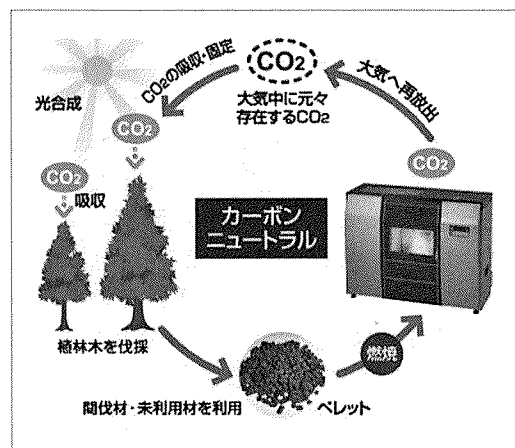 CO₂
CO₂の吸収・固定
大気へ再放出
大気中に元々
存在するCO₂
光合成
CO₂
CO₂
CO₂
吸収
カーボン
ニュートラル
植林木を伐採
燃焼
間伐材・未利用材を利用
ペレット